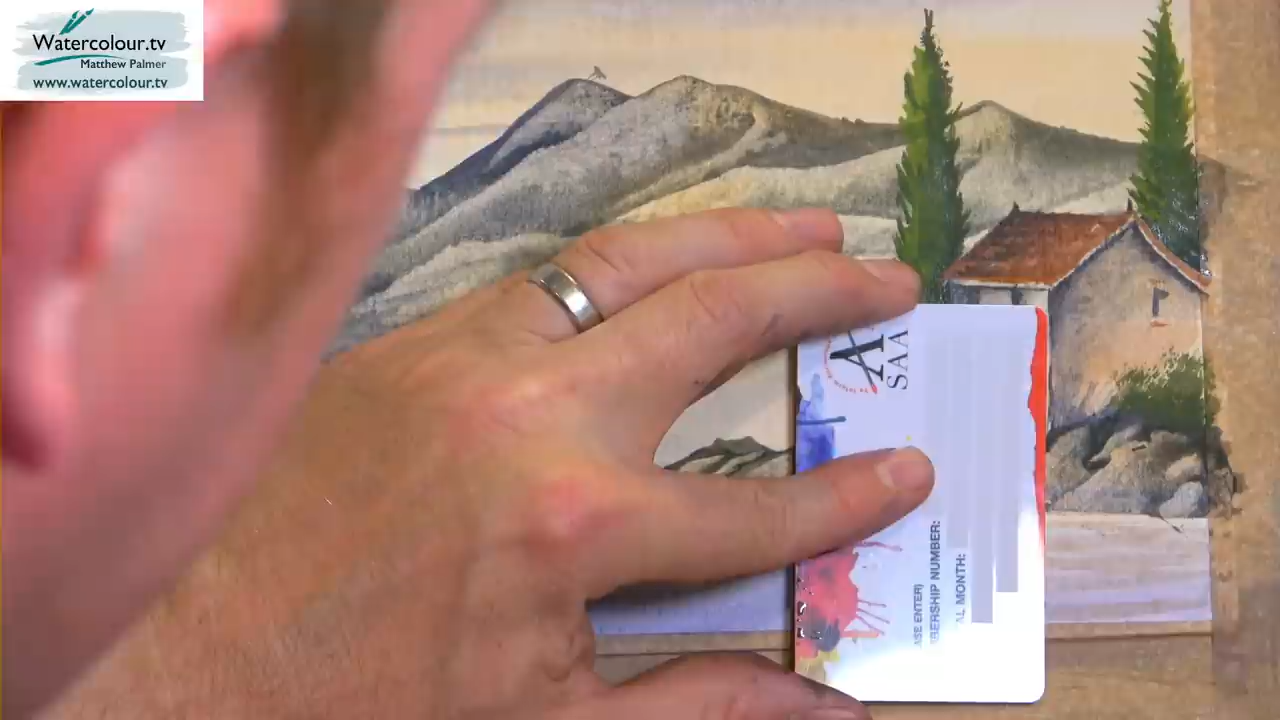 Watercolour.tv
Matthew Palmer
www.watercolour.tv
SAA
ASE ENTER)
BERSHIP NUMBER:
AL MONTH: